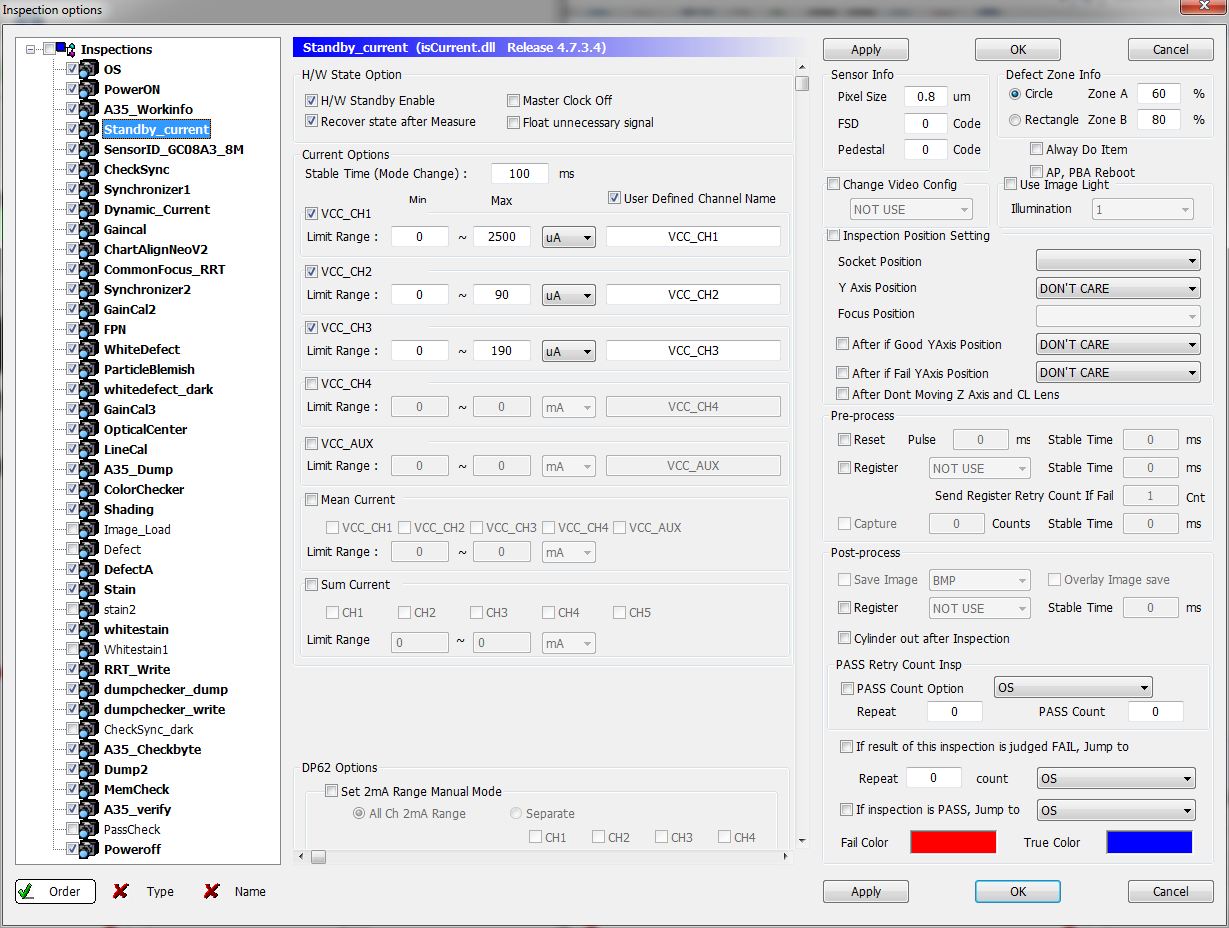 Inspection options
Inspections
OS
PowerON
A35_Workinfo
Standby_current
SensorID_GC08A3_8M
CheckSync
Synchronizer1
Dynamic_Current
Gaincal
ChartAlignNeoV2
CommonFocus_RRT
Synchronizer2
GainCal2
FPN
WhiteDefect
ParticleBlemish
whitedefect_dark
GainCal3
OpticalCenter
LineCal
A35_Dump
ColorChecker
Shading
Image_Load
Defect
DefectA
Stain
stain2
whitestain
Whitestain1
RRT_Write
dumpchecker_dump
dumpchecker_write
CheckSync_dark
A35_Checkbyte
Dump2
MemCheck
A35_verify
PassCheck
Poweroff
Order Type Name
Standby_current (isCurrent.dll Release 4.7.3.4)
H/W State Option
H/W Standby Enable Master Clock Off
Recover state after Measure Float unnecessary signal
Current Options
Stable Time (Mode Change) : 100 ms
Min Max User Defined Channel Name
VCC_CH1
Limit Range : 0 ~ 2500 uA VCC_CH1
VCC_CH2
Limit Range : 0 ~ 90 uA VCC_CH2
VCC_CH3
Limit Range : 0 ~ 190 uA VCC_CH3
VCC_CH4
Limit Range : 0 ~ 0 mA VCC_CH4
VCC_AUX
Limit Range : 0 ~ 0 mA VCC_AUX
Mean Current
VCC_CH1 VCC_CH2 VCC_CH3 VCC_CH4 VCC_AUX
Limit Range : 0 ~ 0 mA
Sum Current
CH1 CH2 CH3 CH4 CH5
Limit Range 0 ~ 0 mA
DP62 Options
Set 2mA Range Manual Mode
All Ch 2mA Range Separate
CH1 CH2 CH3 CH4
Apply OK Cancel
Sensor Info
Pixel Size 0.8 um
FSD 0 Code
Pedestal 0 Code
Defect Zone Info
Circle Zone A 60 %
Rectangle Zone B 80 %
Alway Do Item
AP, PBA Reboot
Change Video Config
NOT USE
Use Image Light
Illumination 1
Inspection Position Setting
Socket Position
Y Axis Position DON'T CARE
Focus Position
After if Good YAxis Position DON'T CARE
After if Fail YAxis Position DON'T CARE
After Dont Moving Z Axis and CL Lens
Pre-process
Reset Pulse 0 ms Stable Time 0 ms
Register NOT USE Stable Time 0 ms
Send Register Retry Count If Fail 1 Cnt
Capture 0 Counts Stable Time 0 ms
Post-process
Save Image BMP Overlay Image save
Register NOT USE Stable Time 0 ms
Cylinder out after Inspection
PASS Retry Count Insp
PASS Count Option OS
Repeat 0 PASS Count 0
If result of this inspection is judged FAIL, Jump to
Repeat 0 count OS
If inspection is PASS, Jump to OS
Fail Color True Color
Apply OK Cancel